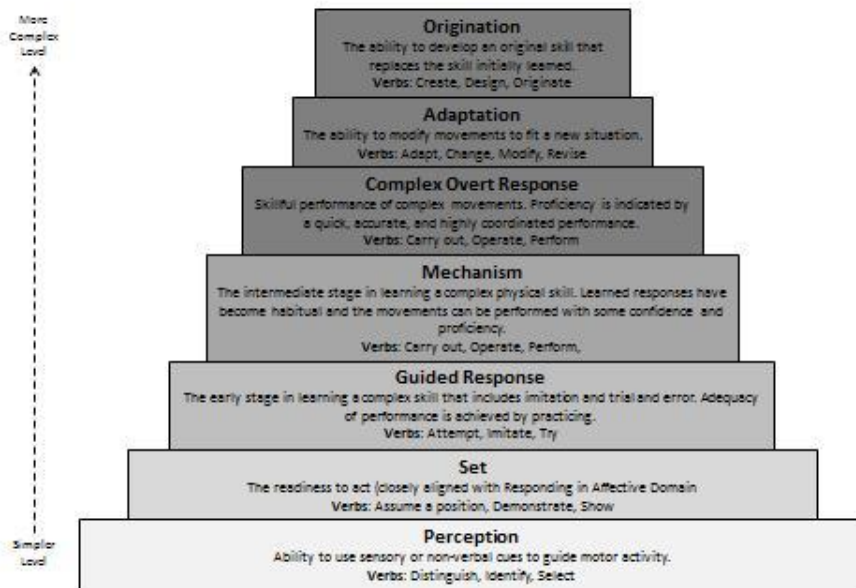 More
Complex
Level
Origination
The ability to develop an original skill that
replaces the skill initially learned.
Verbs: Create, Design, Originate
Adaptation
The ability to modify movements to fit a new situation.
Verbs: Adapt, Change, Modify, Revise
Complex Overt Response
Skillful performance of complex movements. Proficiency is indicated by
a quick, accurate, and highly coordinated performance.
Verbs: Carry out, Operate, Perform
Mechanism
The intermediate stage in learning a complex physical skill. Learned responses have
become habitual and the movements can be performed with some confidence and
proficiency.
Verbs: Carry out, Operate, Perform,
Guided Response
The early stage in learning a complex skill that includes imitation and trial and error. Adequacy
of performance is achieved by practicing.
Verbs: Attempt, Imitate, Try
Set
The readiness to act (closely aligned with Responding in Affective Domain
Verbs: Assume a position, Demonstrate, Show
Perception
Ability to use sensory or non-verbal cues to guide motor activity.
Verbs: Distinguish, Identify, Select
Simpler
Level